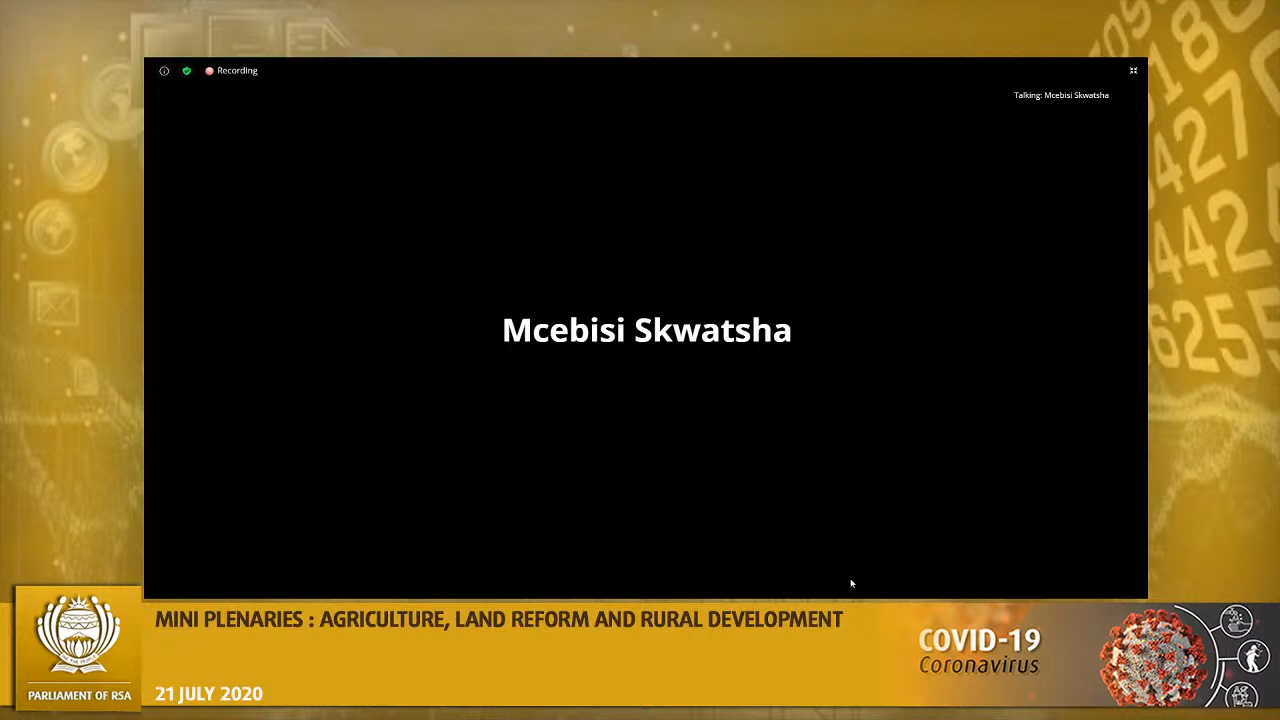 Recording
Talking: Mcebisi Skwatsha
Mcebisi Skwatsha
MINI PLENARIES : AGRICULTURE, LAND REFORM AND RURAL DEVELOPMENT
COVID-19
Coronavirus
PARLIAMENT OF RSA
21 JULY 2020